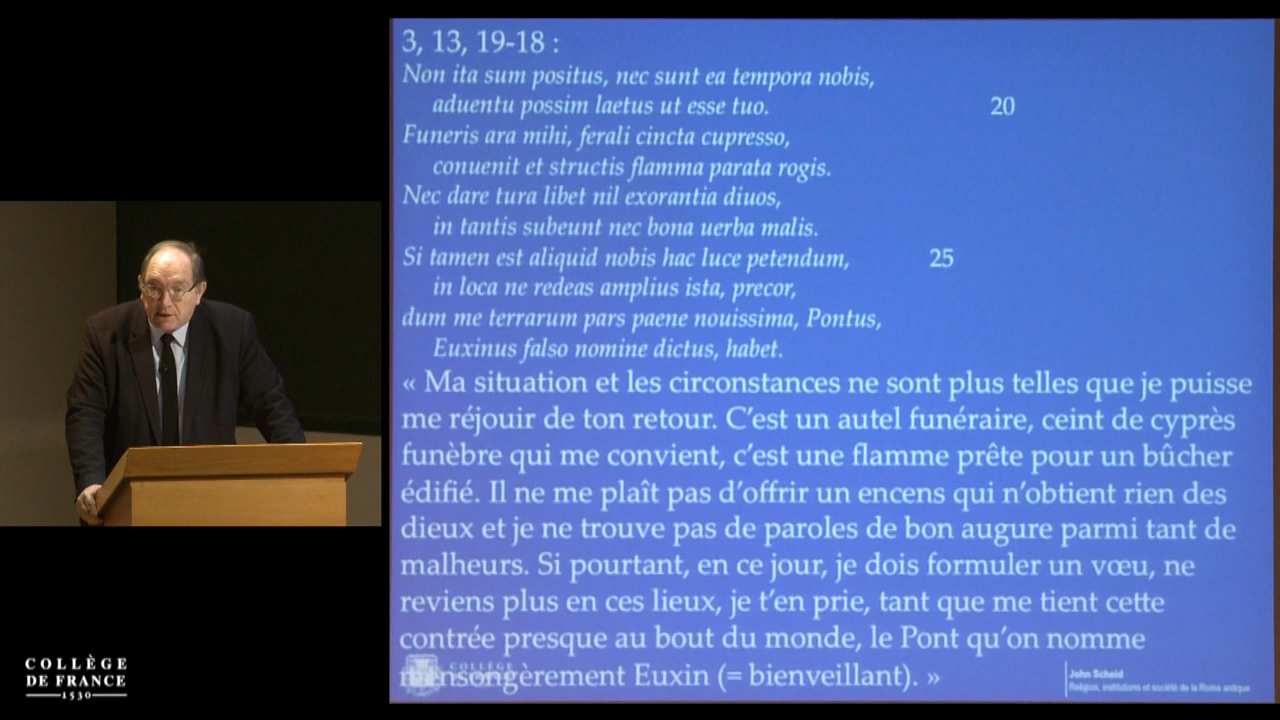 3, 13, 19-18 :
Non ita sum positus, nec sunt ea tempora nobis,
aduentu possim laetus ut esse tuo. 20
Funeris ara mihi, ferali cincta cupresso,
conuenit et structis flamma parata rogis.
Nec dare tura libet nil exorantia diuos,
in tantis subeunt nec bona uerba malis.
Si tamen est aliquid nobis hac luce petendum, 25
in loca ne redeas amplius ista, precor,
dum me terrarum pars paene nouissima, Pontus,
Euxinus falso nomine dictus, habet.
« Ma situation et les circonstances ne sont plus telles que je puisse
me réjouir de ton retour. C'est un autel funéraire, ceint de cyprès
funèbre qui me convient, c'est une flamme prête pour un bûcher
édifié. Il ne me plaît pas d'offrir un encens qui n'obtient rien des
dieux et je ne trouve pas de paroles de bon augure parmi tant de
malheurs. Si pourtant, en ce jour, je dois formuler un vœu, ne
reviens plus en ces lieux, je t'en prie, tant que me tient cette
contrée presque au bout du monde, le Pont qu'on nomme
mensongèrement Euxin (= bienveillant). »
COLLÈGE
John Scheid
Religion, institutions et société de la Rome antique
COLLÈGE
DE FRANCE
1530